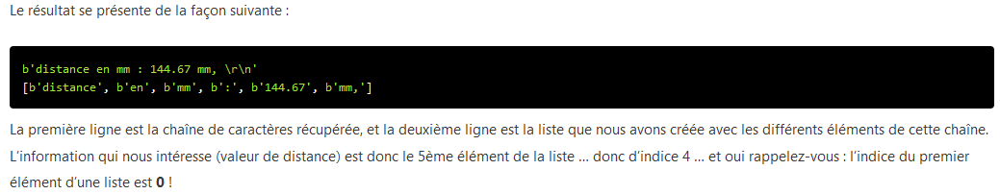 Le résultat se présente de la façon suivante :
b'distance en mm : 144.67 mm, \r\n'
[b'distance', b'en', b'mm', b':', b'144.67', b'mm,']
La première ligne est la chaîne de caractères récupérée, et la deuxième ligne est la liste que nous avons créée avec les différents éléments de cette chaîne.
L'information qui nous intéresse (valeur de distance) est donc le 5ème élément de la liste ... donc d'indice 4 ... et oui rappelez-vous : l'indice du premier
élément d'une liste est 0 !